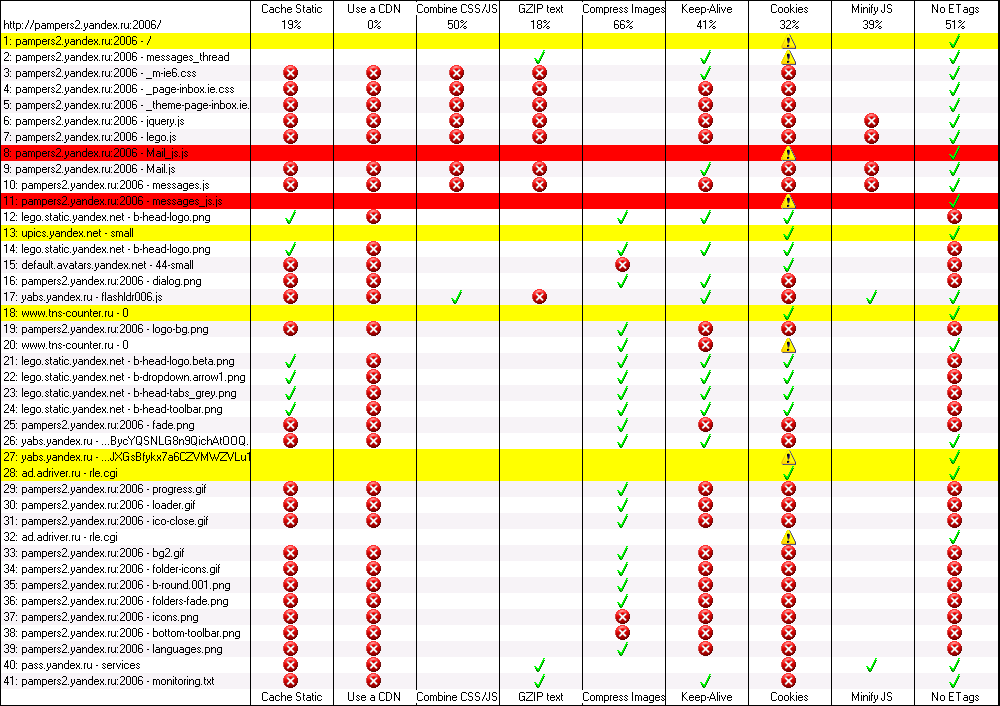 Cache Static Use a CDN Combine CSS/JS GZIP text Compress Images Keep-Alive Cookies Minify JS No ETags
http://pampers2.yandex.ru:2006/ 19% 0% 50% 18% 66% 41% 32% 39% 51%
1: pampers2.yandex.ru:2006 - /
2: pampers2.yandex.ru:2006 - messages_thread
3: pampers2.yandex.ru:2006 - _m-ie6.css
4: pampers2.yandex.ru:2006 - _page-inbox.ie.css
5: pampers2.yandex.ru:2006 - _theme-page-inbox.ie.
6: pampers2.yandex.ru:2006 - jquery.js
7: pampers2.yandex.ru:2006 - lego.js
8: pampers2.yandex.ru:2006 - Mail_js.js
9: pampers2.yandex.ru:2006 - Mail.js
10: pampers2.yandex.ru:2006 - messages.js
11: pampers2.yandex.ru:2006 - messages_js.js
12: lego.static.yandex.net - b-head-logo.png
13: upics.yandex.net - small
14: lego.static.yandex.net - b-head-logo.png
15: default.avatars.yandex.net - 44-small
16: pampers2.yandex.ru:2006 - dialog.png
17: yabs.yandex.ru - flashldr006.js
18: www.tns-counter.ru - 0
19: pampers2.yandex.ru:2006 - logo-bg.png
20: www.tns-counter.ru - 0
21: lego.static.yandex.net - b-head-logo.beta.png
22: lego.static.yandex.net - b-dropdown.arrow1.png
23: lego.static.yandex.net - b-head-tabs_grey.png
24: lego.static.yandex.net - b-head-toolbar.png
25: pampers2.yandex.ru:2006 - fade.png
26: yabs.yandex.ru - ...BycYQSNLG8n9QichAtOOQ.
27: yabs.yandex.ru - ...JXGsBfykx7a6CZVMWZVLu1
28: ad.adriver.ru - rle.cgi
29: pampers2.yandex.ru:2006 - progress.gif
30: pampers2.yandex.ru:2006 - loader.gif
31: pampers2.yandex.ru:2006 - ico-close.gif
32: ad.adriver.ru - rle.cgi
33: pampers2.yandex.ru:2006 - bg2.gif
34: pampers2.yandex.ru:2006 - folder-icons.gif
35: pampers2.yandex.ru:2006 - b-round.001.png
36: pampers2.yandex.ru:2006 - folders-fade.png
37: pampers2.yandex.ru:2006 - icons.png
38: pampers2.yandex.ru:2006 - bottom-toolbar.png
39: pampers2.yandex.ru:2006 - languages.png
40: pass.yandex.ru - services
41: pampers2.yandex.ru:2006 - monitoring.txt
Cache Static Use a CDN Combine CSS/JS GZIP text Compress Images Keep-Alive Cookies Minify JS No ETags